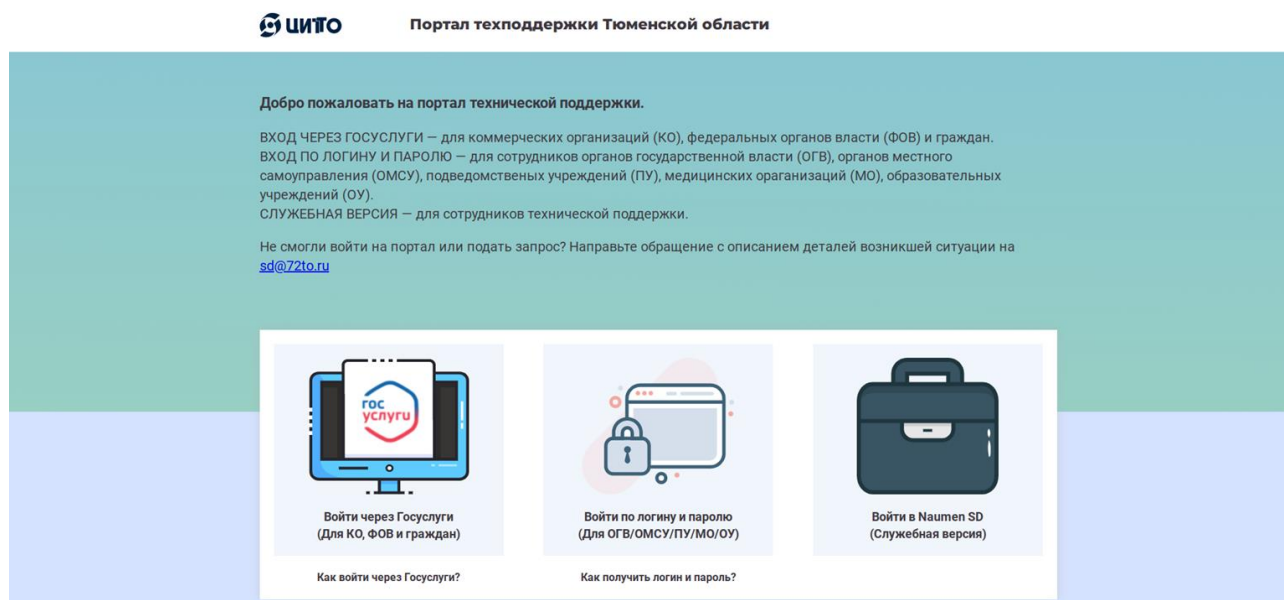 ЦИТТО
Портал техподдержки Тюменской области
Добро пожаловать на портал технической поддержки.
ВХОД ЧЕРЕЗ ГОСУСЛУГИ — для коммерческих организаций (КО), федеральных органов власти (ФОВ) и граждан.
ВХОД ПО ЛОГИНУ И ПАРОЛЮ — для сотрудников органов государственной власти (ОГВ), органов местного
самоуправления (ОМСУ), подведомственых учреждений (ПУ), медицинских ораганизаций (МО), образовательных
учреждений (ОУ).
СЛУЖЕБНАЯ ВЕРСИЯ — для сотрудников технической поддержки.
Не смогли войти на портал или подать запрос? Направьте обращение с описанием деталей возникшей ситуации на
sd@72to.ru
гос
услуги
Войти через Госуслуги
(Для КО, ФОВ и граждан)
Войти по логину и паролю
(Для ОГВ/ОМСУ/ПУ/МО/ОУ)
Войти в Naumen SD
(Служебная версия)
Как войти через Госуслуги?
Как получить логин и пароль?